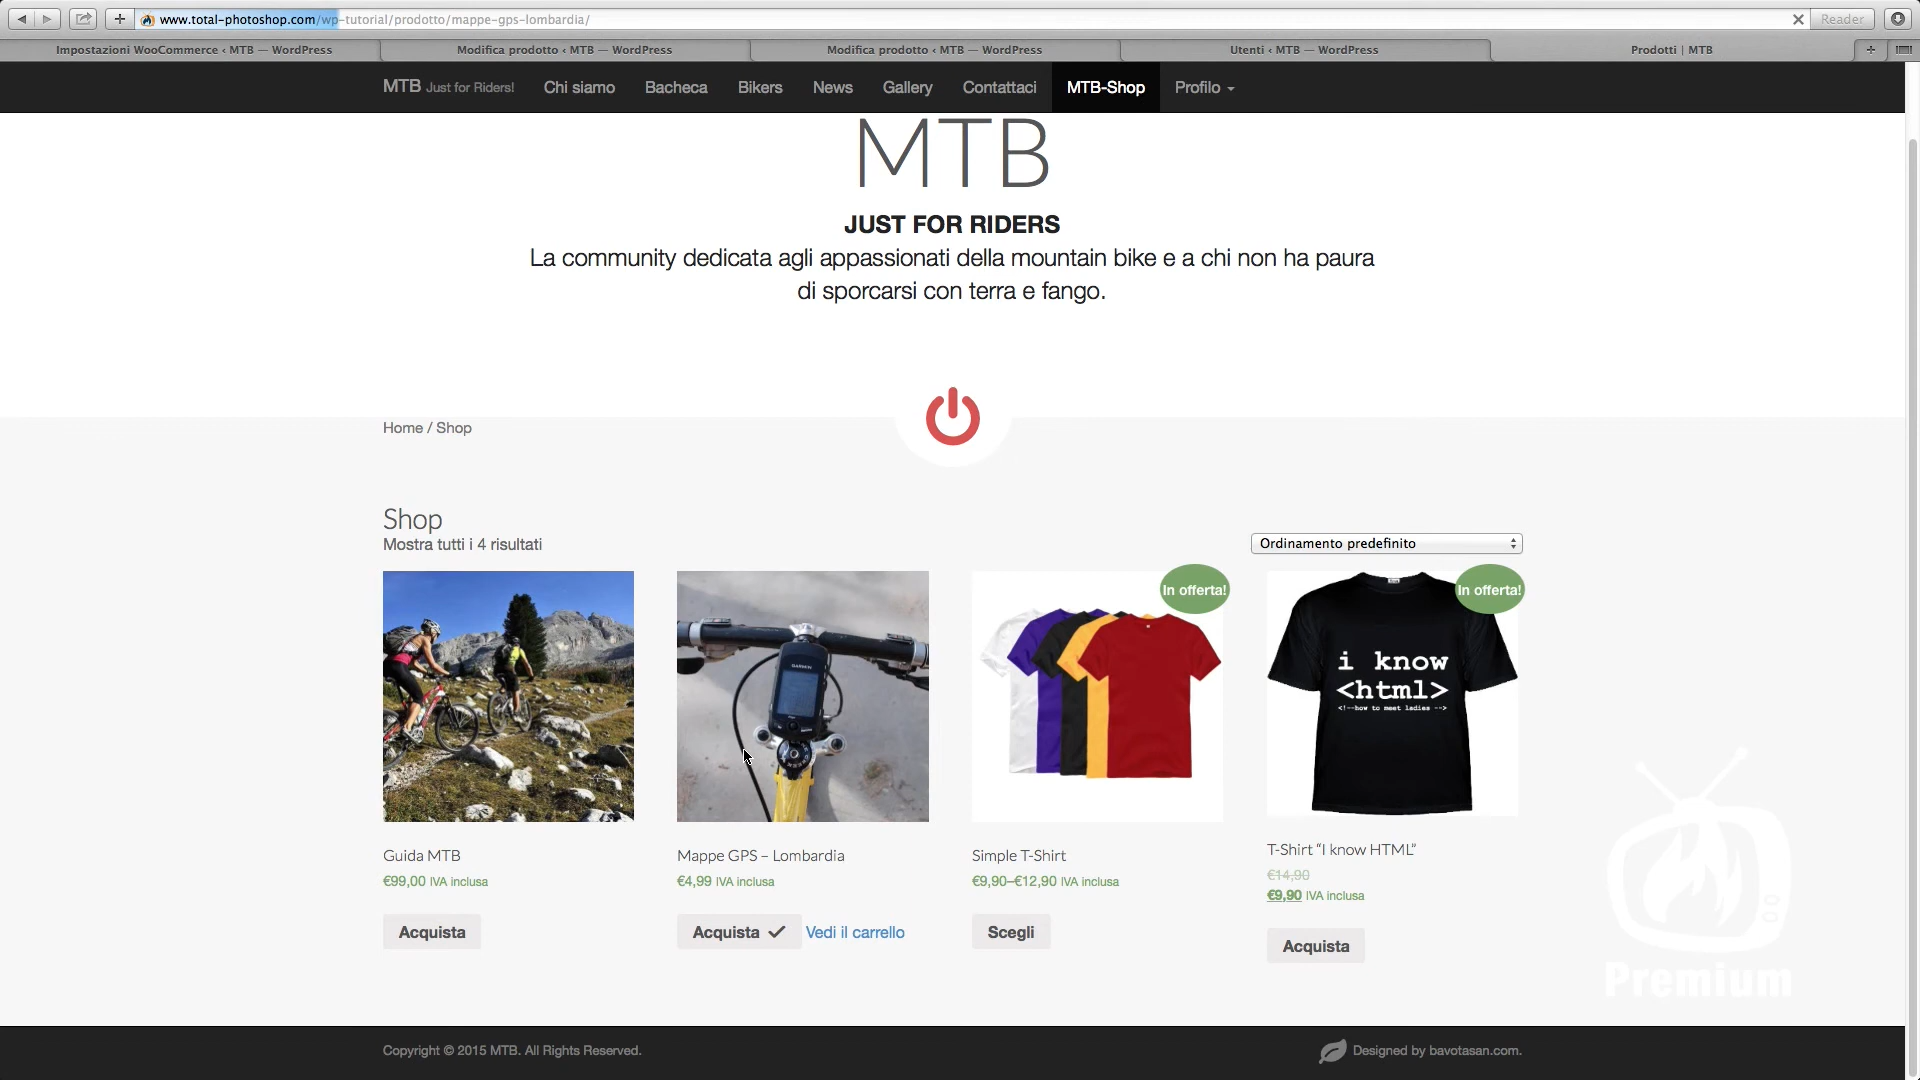 www.total-photoshop.com/wp-tutorial/prodotto/mappe-gps-lombardia/
Reader
Impostazioni WooCommerce ‹ MTB — WordPress
Modifica prodotto ‹ MTB — WordPress
Modifica prodotto ‹ MTB — WordPress
Utenti ‹ MTB — WordPress
Prodotti | MTB
MTB Just for Riders!
Chi siamo
Bacheca
Bikers
News
Gallery
Contattaci
MTB-Shop
Profilo
MTB
JUST FOR RIDERS
La community dedicata agli appassionati della mountain bike e a chi non ha paura
di sporcarsi con terra e fango.
Home / Shop
Shop
Mostra tutti i 4 risultati
Ordinamento predefinito
GARMIN
In offerta!
In offerta!
i know
<html>
<!--how to meet ladies -->
Guida MTB
€99,00 IVA inclusa
Acquista
Mappe GPS – Lombardia
€4,99 IVA inclusa
Acquista
Vedi il carrello
Simple T-Shirt
€9,90–€12,90 IVA inclusa
Scegli
T-Shirt “I know HTML”
€14,90
€9,90 IVA inclusa
Acquista
Premium
Copyright © 2015 MTB. All Rights Reserved.
Designed by bavotasan.com.